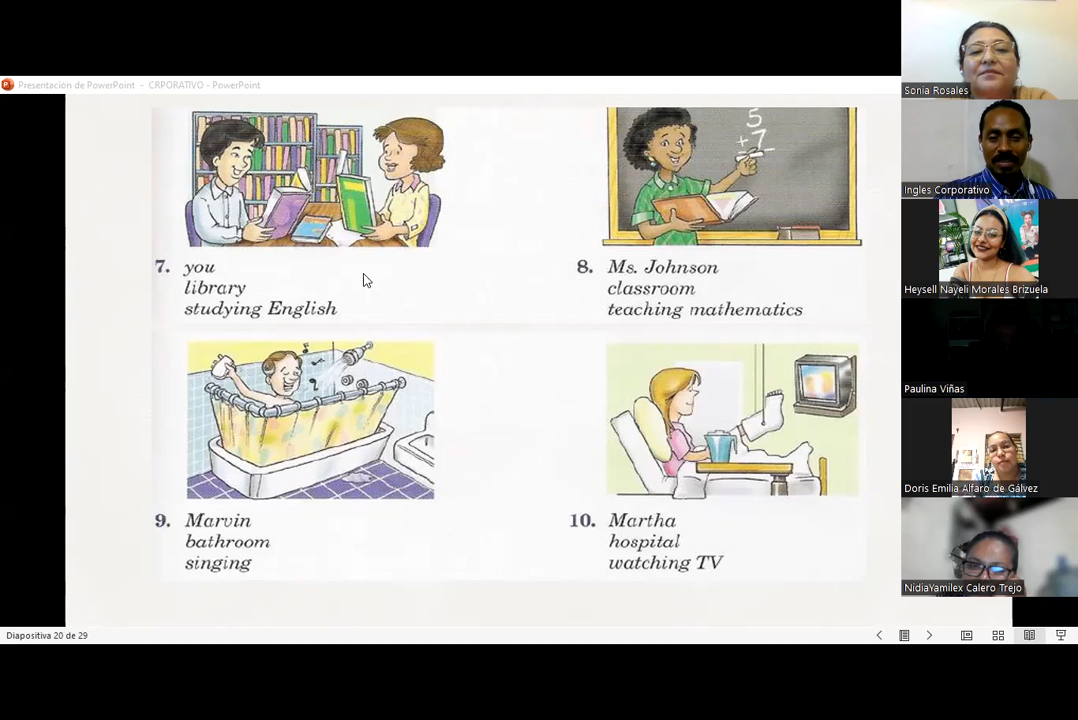 Presentación de PowerPoint - CRPORATIVO - PowerPoint
5
+7
7. you
library
studying English
8. Ms. Johnson
classroom
teaching mathematics
9. Marvin
bathroom
singing
10. Martha
hospital
watching TV
Diapositiva 20 de 29
Sonia Rosales
Ingles Corporativo
Heysell Nayeli Morales Brizuela
Paulina Viñas
Doris Emilia Alfaro de Gálvez
NidiaYamilex Calero Trejo